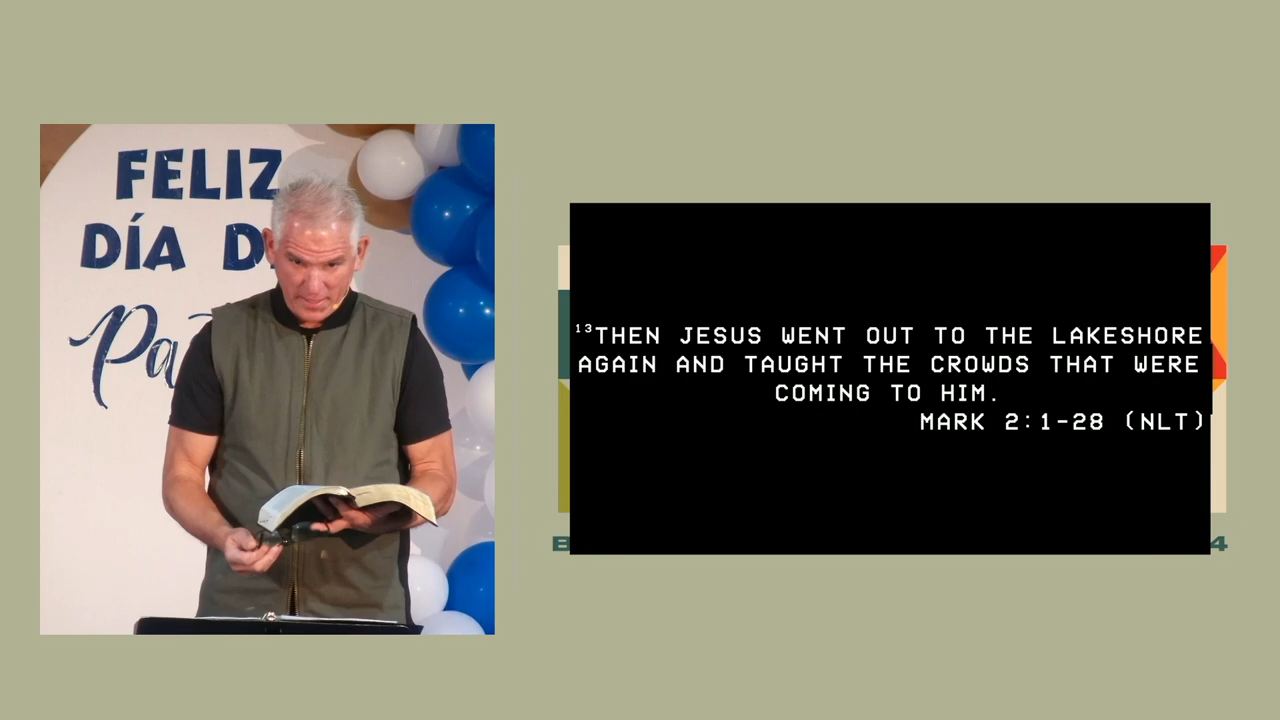 FELIZ
DÍA D
Pa
¹³THEN JESUS WENT OUT TO THE LAKESHORE
AGAIN AND TAUGHT THE CROWDS THAT WERE
COMING TO HIM.
MARK 2:1-28 (NLT)
B
4